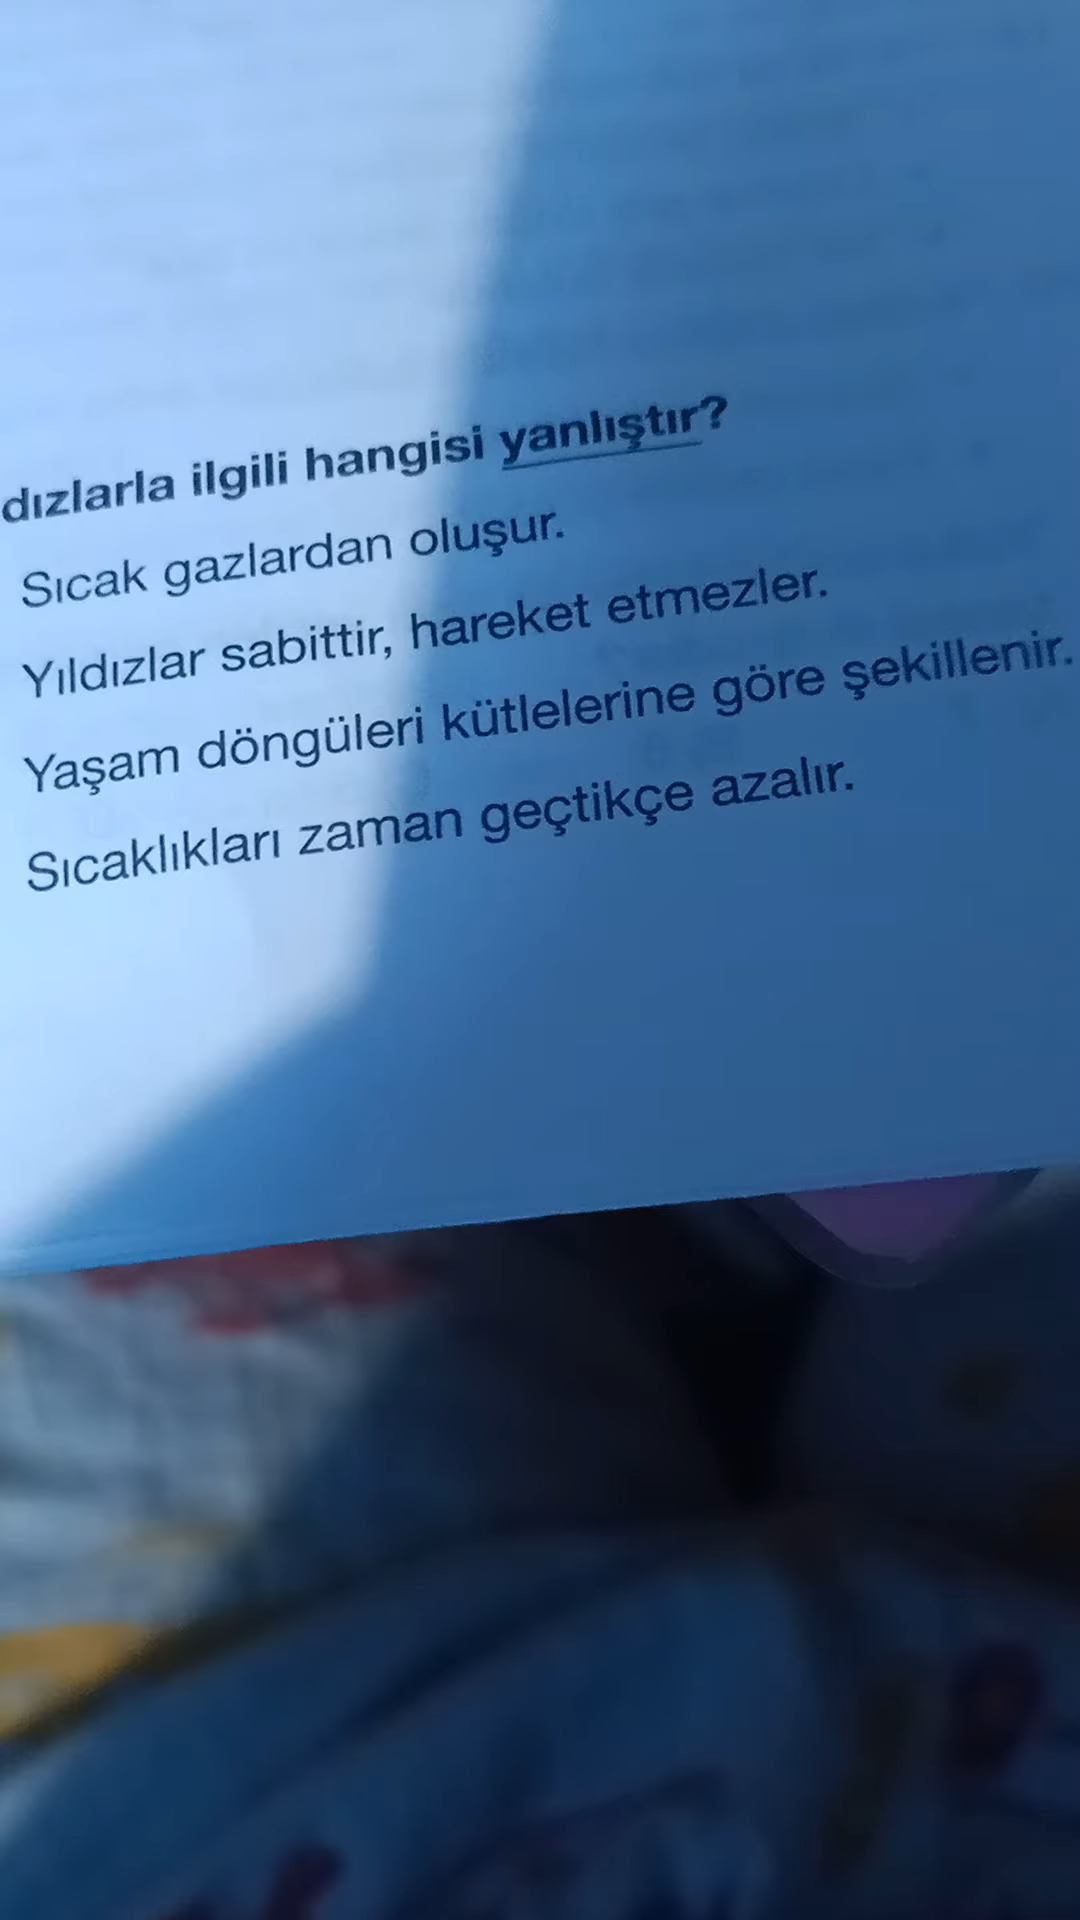 dızlarla ilgili hangisi yanlıştır?
Sıcak gazlardan oluşur.
Yıldızlar sabittir, hareket etmezler.
Yaşam döngüleri kütlelerine göre şekillenir.
Sıcaklıkları zaman geçtikçe azalır.